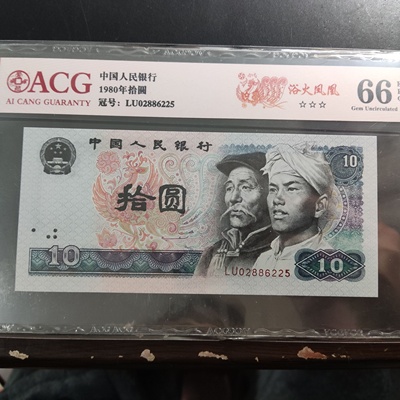 ACG
AI CANG GUARANTY
中国人民银行
1980年拾圆
冠号: LU02886225
浴火凤凰
☆☆☆
66
Gem Uncirculated
中国人民银行
10
拾圆
10
LU02886225
10